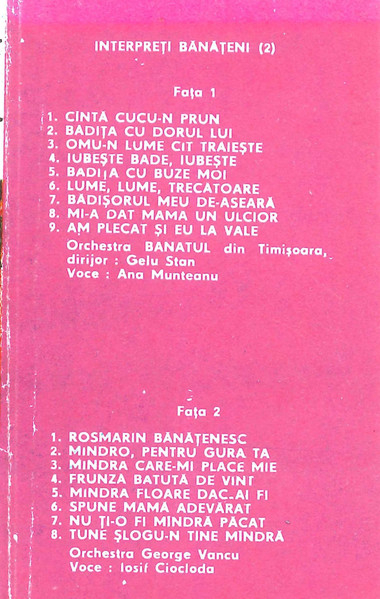 INTERPREȚI BĂNĂȚENI (2)
Fața 1
1. CÎNTĂ CUCU-N PRUN
2. BĂDIȚA CU DORUL LUI
3. OMU-N LUME CÎT TRĂIEȘTE
4. IUBEȘTE BADE, IUBEȘTE
5. BĂDIȚA CU BUZE MOI
6. LUME, LUME, TRECĂTOARE
7. BĂDIȘORUL MEU DE-ASEARĂ
8. MI-A DAT MAMA UN ULCIOR
9. AM PLECAT ȘI EU LA VALE
Orchestra BANATUL din Timișoara,
dirijor : Gelu Stan
Voce : Ana Munteanu
Fața 2
1. ROSMARIN BĂNĂȚENESC
2. MÎNDRO, PENTRU GURA TA
3. MÎNDRA CARE-MI PLACE MIE
4. FRUNZĂ BĂTUTĂ DE VÎNT
5. MÎNDRĂ FLOARE DAC-AI FI
6. SPUNE MAMĂ ADEVĂRAT
7. NU ȚI-O FI MÎNDRĂ PĂCAT
8. TUNE ȘLOGU-N TINE MÎNDRĂ
Orchestra George Vancu
Voce : Iosif Ciocloda